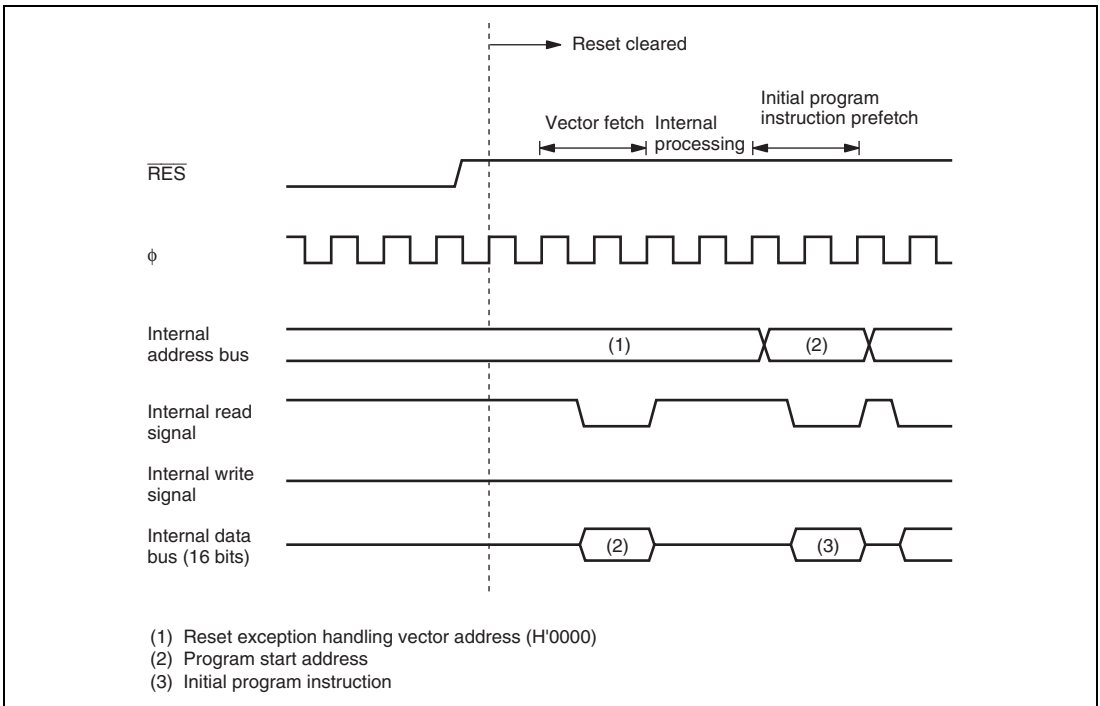 Reset cleared
Initial program
Vector fetch Internal instruction prefetch
processing
RES
ϕ
Internal
address bus
(1) (2)
Internal read
signal
Internal write
signal
Internal data
bus (16 bits)
(2) (3)
(1) Reset exception handling vector address (H'0000)
(2) Program start address
(3) Initial program instruction